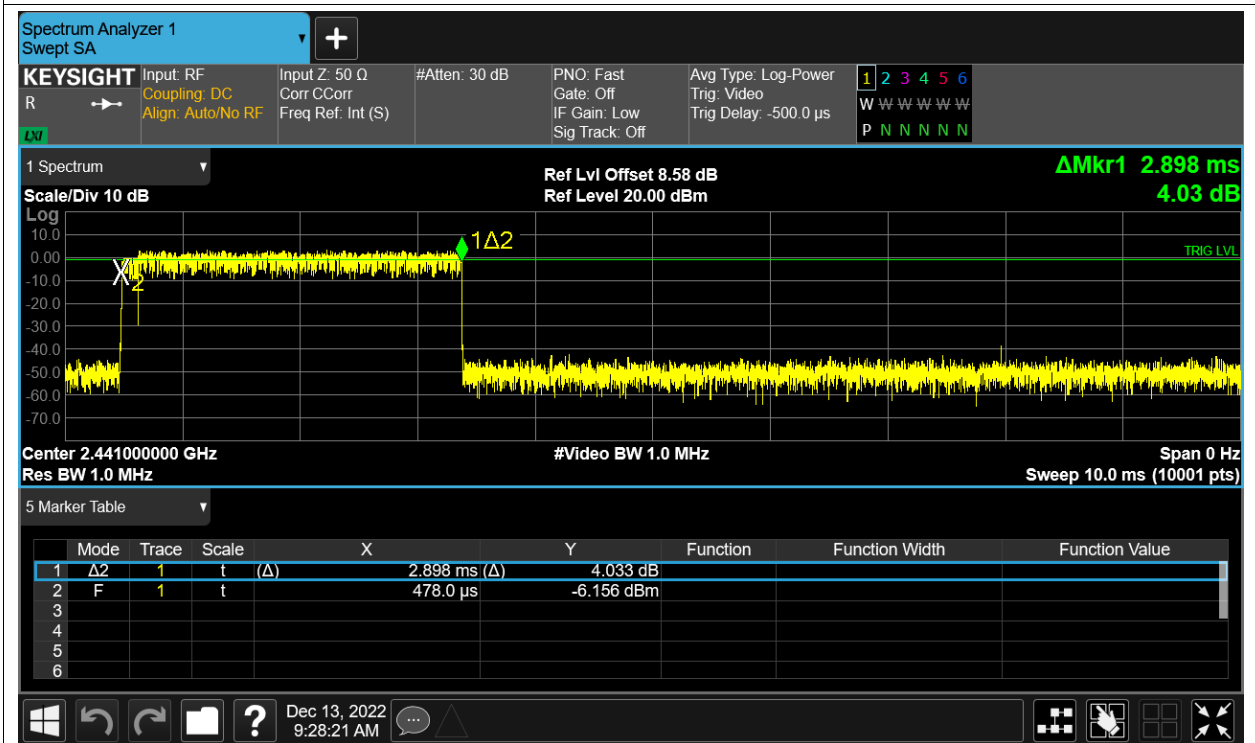 Spectrum Analyzer 1
Swept SA
KEYSIGHT Input: RF Input Z: 50 Ω #Atten: 30 dB PNO: Fast Avg Type: Log-Power 1 2 3 4 5 6
R Coupling: DC Corr CCorr Gate: Off Trig: Video W W W W W W
Align: Auto/No RF Freq Ref: Int (S) IF Gain: Low Trig Delay: -500.0 µs P N N N N N
LXI Sig Track: Off
1 Spectrum Ref Lvl Offset 8.58 dB ΔMkr1 2.898 ms
Scale/Div 10 dB Ref Level 20.00 dBm 4.03 dB
Log
10.0 1Δ2
0.00 TRIG LVL
-10.0 X2
-20.0
-30.0
-40.0
-50.0
-60.0
-70.0
Center 2.441000000 GHz #Video BW 1.0 MHz Span 0 Hz
Res BW 1.0 MHz Sweep 10.0 ms (10001 pts)
5 Marker Table
Mode Trace Scale X Y Function Function Width Function Value
1 Δ2 1 t (Δ) 2.898 ms (Δ) 4.033 dB
2 F 1 t 478.0 µs -6.156 dBm
3
4
5
6
? Dec 13, 2022
9:28:21 AM